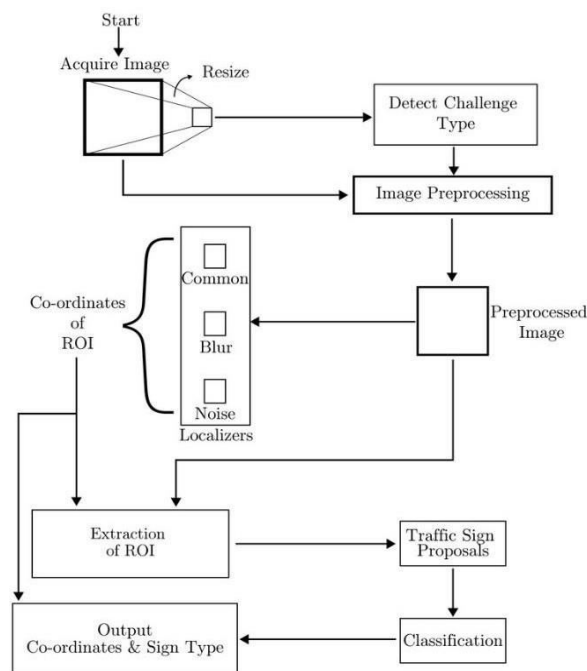 Start
Acquire Image
Resize
Detect Challenge
Type
Image Preprocessing
Common
Co-ordinates
of
ROI
Blur
Preprocessed
Image
Noise
Localizers
Extraction
of ROI
Traffic Sign
Proposals
Output
Co-ordinates & Sign Type
Classification